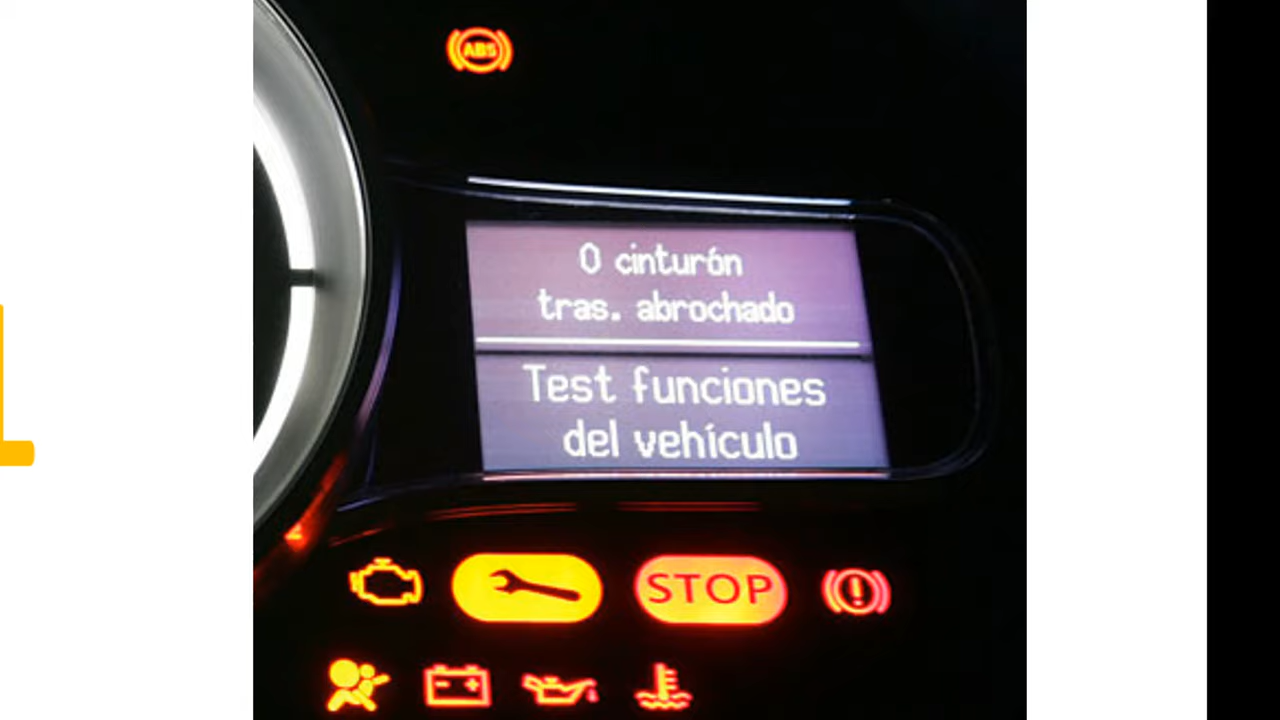 ABS
0 cinturón
tras. abrochado
Test funciones
del vehículo
STOP